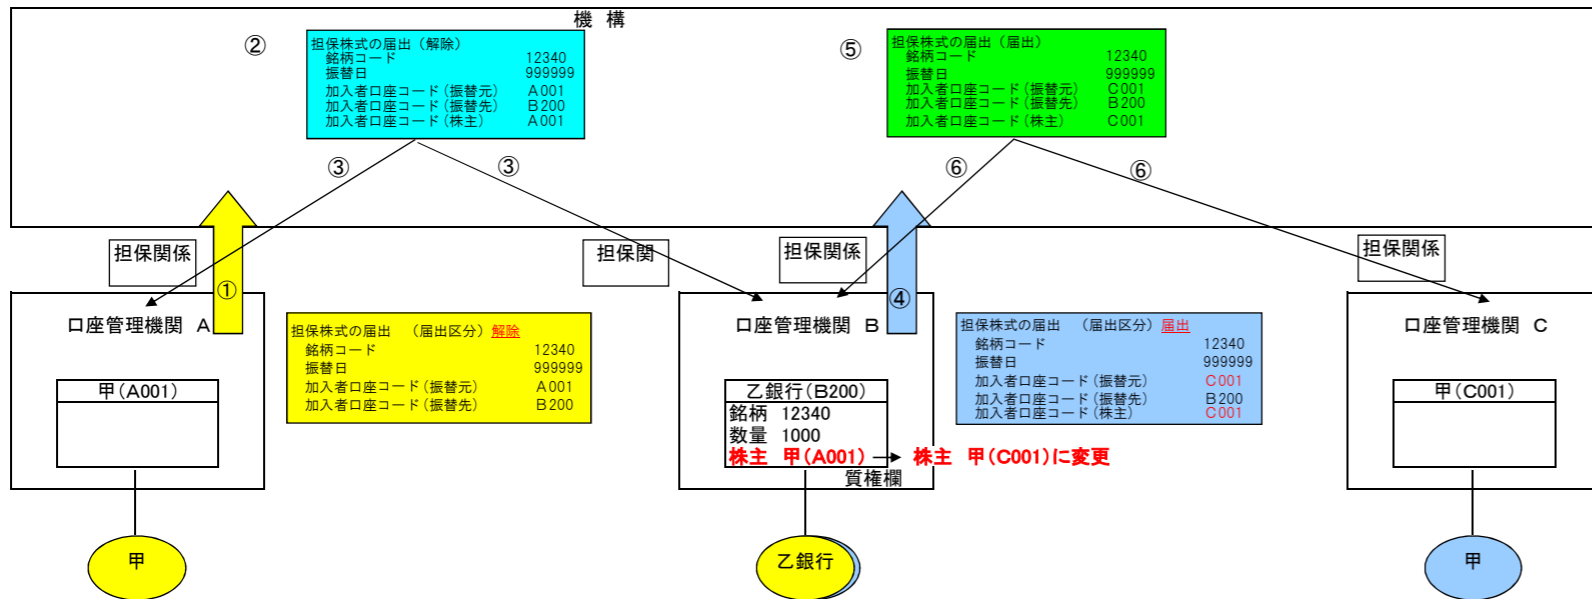 機 構
②
担保株式の届出（解除）
銘柄コード 12340
振替日 999999
加入者口座コード(振替元) A001
加入者口座コード(振替先) B200
加入者口座コード(株主) A001
⑤
担保株式の届出（届出）
銘柄コード 12340
振替日 999999
加入者口座コード(振替元) C001
加入者口座コード(振替先) B200
加入者口座コード(株主) C001
③
③
⑥
⑥
担保関係
担保関
担保関係
担保関係
①
④
口座管理機関 A
口座管理機関 B
口座管理機関 C
担保株式の届出 （届出区分）解除
銘柄コード 12340
振替日 999999
加入者口座コード(振替元) A001
加入者口座コード(振替先) B200
担保株式の届出 （届出区分）届出
銘柄コード 12340
振替日 999999
加入者口座コード(振替元) C001
加入者口座コード(振替先) B200
加入者口座コード(株主) C001
甲(A001)
乙銀行(B200)
銘柄 12340
数量 1000
株主 甲(A001) → 株主 甲(C001)に変更
質権欄
甲(C001)
甲
乙銀行
甲